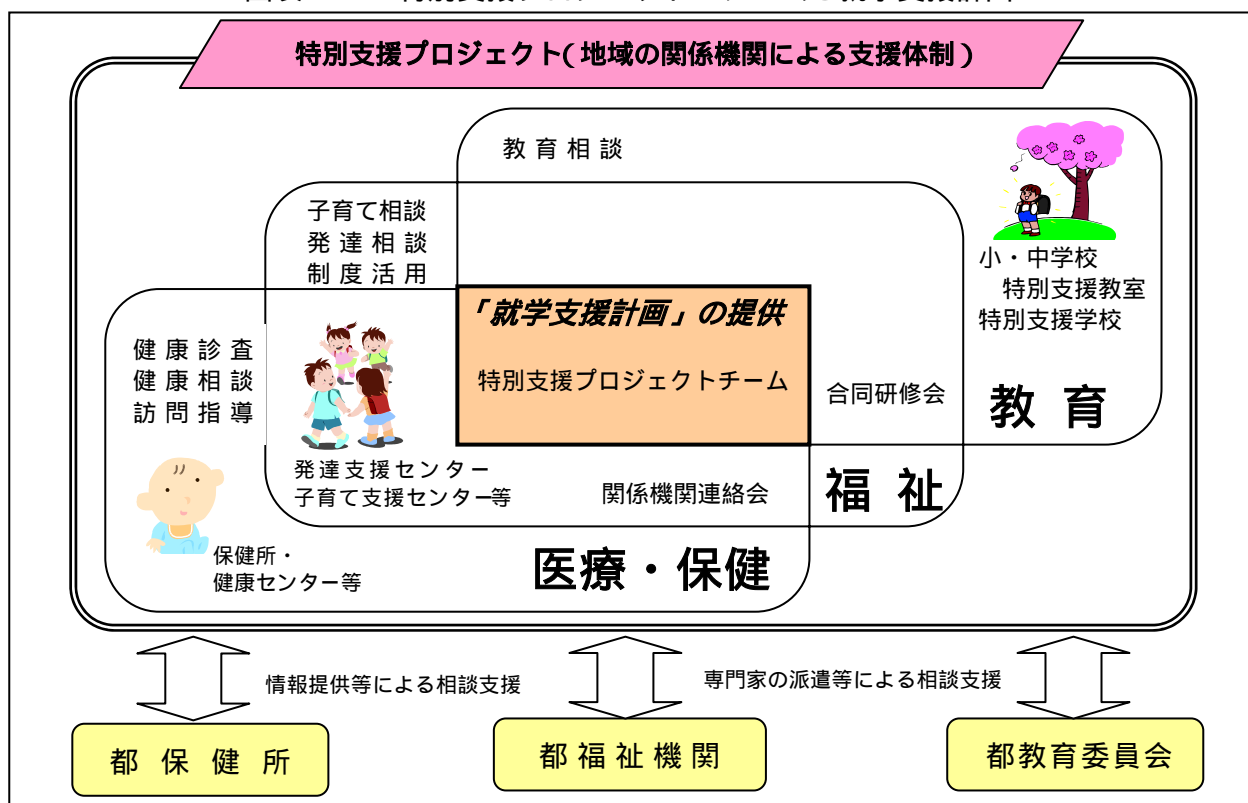 特別支援プロジェクト(地域の関係機関による支援体制)
教育相談
子育て相談
発達相談
制度活用
小・中学校
特別支援教室
特別支援学校
「就学支援計画」の提供
特別支援プロジェクトチーム
健康診査
健康相談
訪問指導
合同研修会
教育
発達支援センター
子育て支援センター等
関係機関連絡会
福祉
保健所・
健康センター等
医療・保健
情報提供等による相談支援
専門家の派遣等による相談支援
都保健所
都福祉機関
都教育委員会